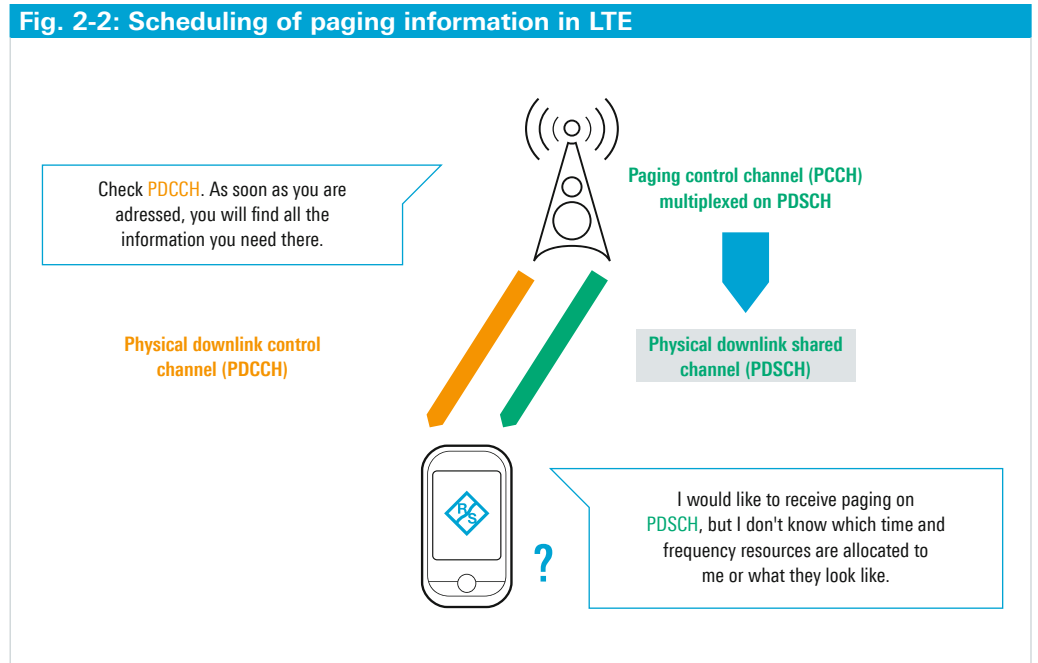 Fig. 2-2: Scheduling of paging information in LTE
Check PDCCH. As soon as you are
adressed, you will find all the
information you need there.
Paging control channel (PCCH)
multiplexed on PDSCH
Physical downlink control
channel (PDCCH)
Physical downlink shared
channel (PDSCH)
R
S
?
I would like to receive paging on
PDSCH, but I don't know which time and
frequency resources are allocated to
me or what they look like.